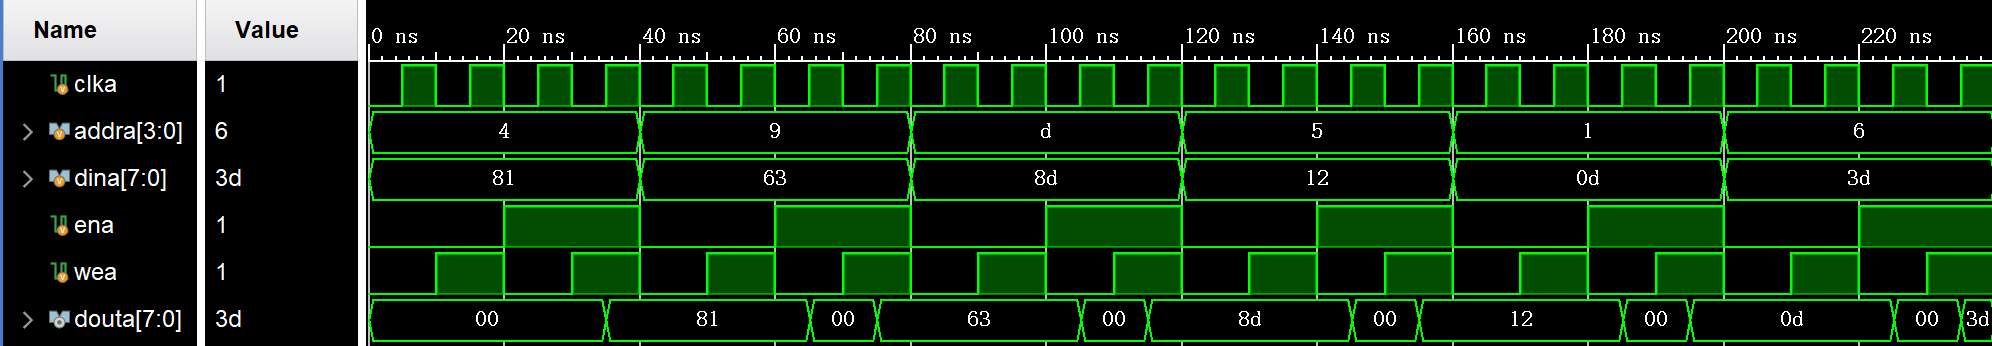 Name Value
0 ns 20 ns 40 ns 60 ns 80 ns 100 ns 120 ns 140 ns 160 ns 180 ns 200 ns 220 ns
clka 1
addra[3:0] 6 4 9 d 5 1 6
dina[7:0] 3d 81 63 8d 12 0d 3d
ena 1
wea 1
douta[7:0] 3d 00 81 00 63 00 8d 00 12 00 0d 00 3d